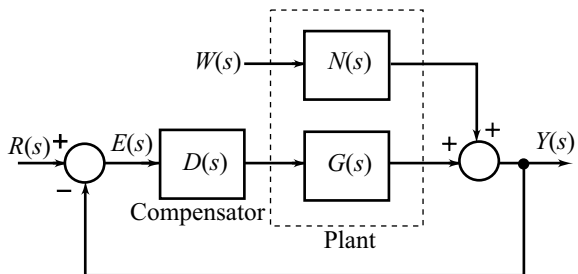 W(s)
N(s)
+
R(s)
+
E(s)
D(s)
G(s)
+
Y(s)
−
Compensator
Plant